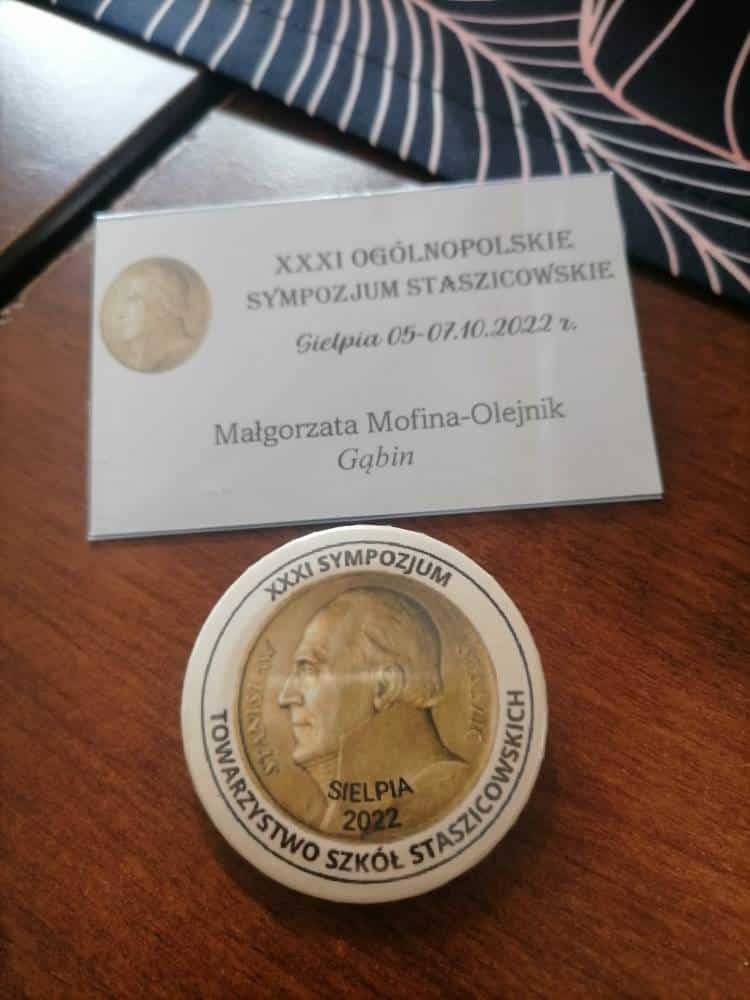 XXXI OGÓLNOPOLSKIE
SYMPOZJUM STASZICOWSKIE
Sielpia 05-07.10.2022 r.
Małgorzata Mofina-Olejnik
Gąbin
XXXI SYMPOZJUM
SIELPIA
2022
TOWARZYSTWO SZKÓŁ STASZICOWSKICH